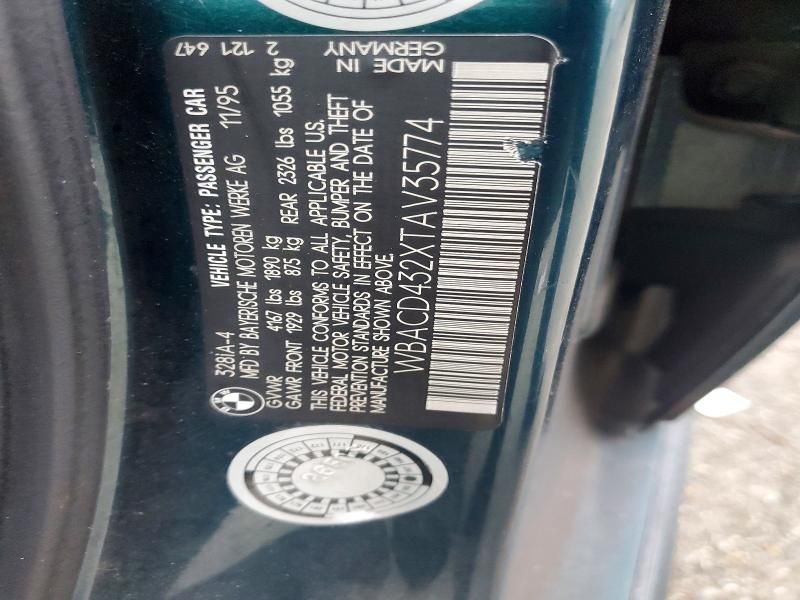 328iA-4 VEHICLE TYPE: PASSENGER CAR
MFD BY BAYERISCHE MOTOREN WERKE AG 11/95
GVWR 4167 lbs 1890 kg
GAWR FRONT 1929 lbs 875 kg REAR 2326 lbs 1055 kg
THIS VEHICLE CONFORMS TO ALL APPLICABLE U.S.
FEDERAL MOTOR VEHICLE SAFETY, BUMPER AND THEFT
PREVENTION STANDARDS IN EFFECT ON THE DATE OF
MANUFACTURE SHOWN ABOVE.
WBACD432XTAV35774
MADE IN
GERMANY
2 121 647